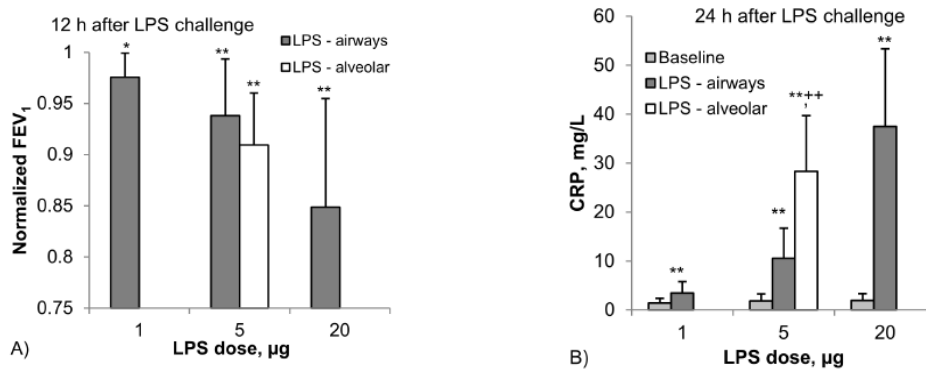 12 h after LPS challenge
LPS - airways
LPS - alveolar
*
**
**
**
1
0.95
0.9
0.85
0.8
0.75
Normalized FEV₁
1 5 20
LPS dose, µg
A)
24 h after LPS challenge
Baseline
LPS - airways
LPS - alveolar
**
**
**++
**
60
50
40
30
20
10
0
CRP, mg/L
1 5 20
LPS dose, µg
B)